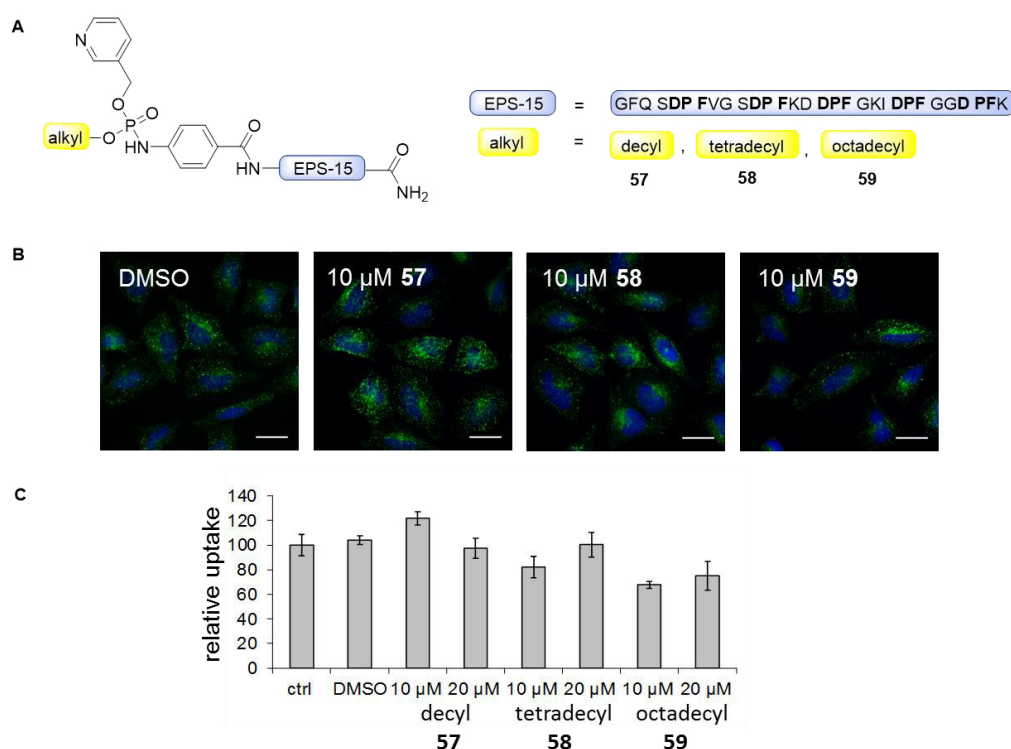 A
N
O
O
P
O
alkyl
O
HN
O
HN
EPS-15
O
NH2
EPS-15 = GFQ SDP FVG SDP FKD DPF GKI DPF GGD PFK
alkyl = decyl , tetradecyl , octadecyl
57 58 59
B
DMSO
10 µM 57
10 µM 58
10 µM 59
C
relative uptake
140
120
100
80
60
40
20
0
ctrl DMSO 10 µM 20 µM 10 µM 20 µM 10 µM 20 µM
decyl tetradecyl octadecyl
57 58 59